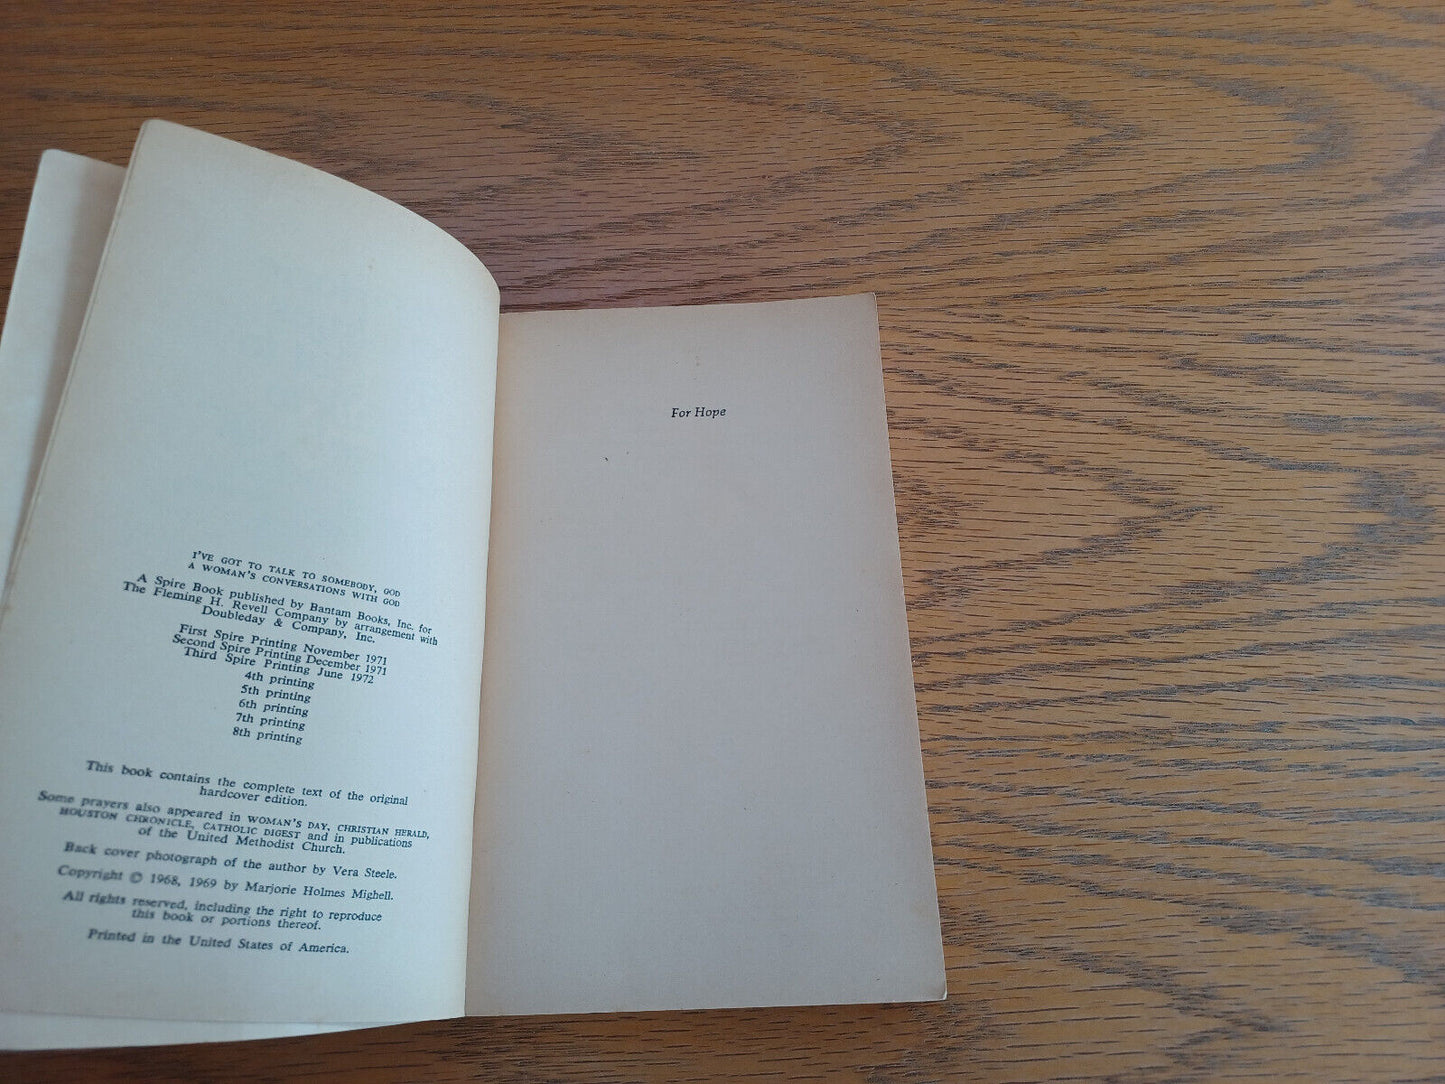 I'VE GOT TO TALK TO SOMEBODY, GOD
A WOMAN'S CONVERSATIONS WITH GOD
A Spire Book published by Bantam Books, Inc. for
The Fleming H. Revell Company by arrangement with
Doubleday & Company, Inc.
First Spire Printing November 1971
Second Spire Printing December 1971
Third Spire Printing June 1972
4th printing
5th printing
6th printing
7th printing
8th printing
This book contains the complete text of the original
hardcover edition.
Some prayers also appeared in WOMAN'S DAY, CHRISTIAN HERALD,
HOUSTON CHRONICLE, CATHOLIC DIGEST and in publications
of the United Methodist Church.
Back cover photograph of the author by Vera Steele.
Copyright © 1968, 1969 by Marjorie Holmes Mighell.
All rights reserved, including the right to reproduce
this book or portions thereof.
Printed in the United States of America.
For Hope